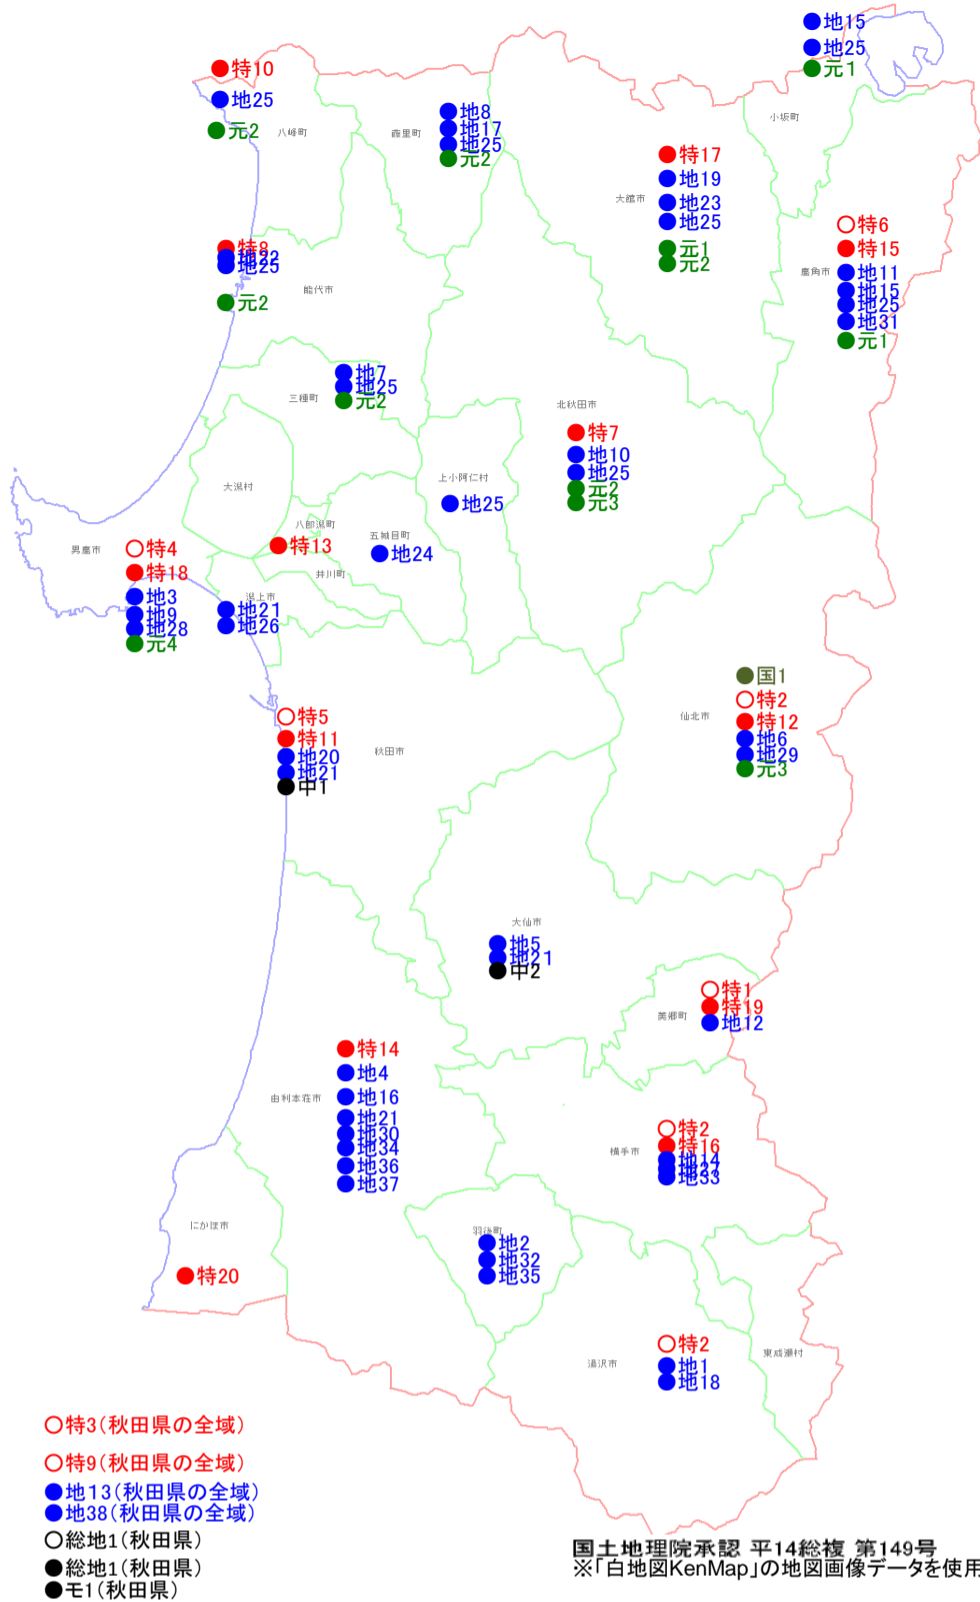 地15
地25
元1
小坂町
特10
地25
元2
八峰町
地8
地17
地25
元2
藤里町
特17
地19
地23
地25
元1
元2
大館市
特6
特15
地11
地15
地25
地31
元1
鹿角市
特8
地22
地25
元2
能代市
地7
地25
元2
三種町
北秋田市
特7
地10
地25
元2
元3
大潟村
上小阿仁村
地25
八郎潟町
特13
五城目町
地24
井川町
男鹿市
特4
特18
地3
地9
地28
元4
潟上市
地21
地26
国1
特2
特12
地6
地29
元3
仙北市
特5
特11
地20
地21
中1
秋田市
大仙市
地5
地21
中2
特1
特19
地12
美郷町
特14
地4
地16
地21
地30
地34
地36
地37
由利本荘市
特2
特16
地14
地33
横手市
にかほ市
特20
羽後町
地2
地32
地35
特2
地1
地18
湯沢市
東成瀬村
特3(秋田県の全域)
特9(秋田県の全域)
地13(秋田県の全域)
地38(秋田県の全域)
総地1(秋田県)
総地1(秋田県)
モ1(秋田県)
国土地理院承認 平14総複 第149号
※「白地図KenMap」の地図画像データを使用